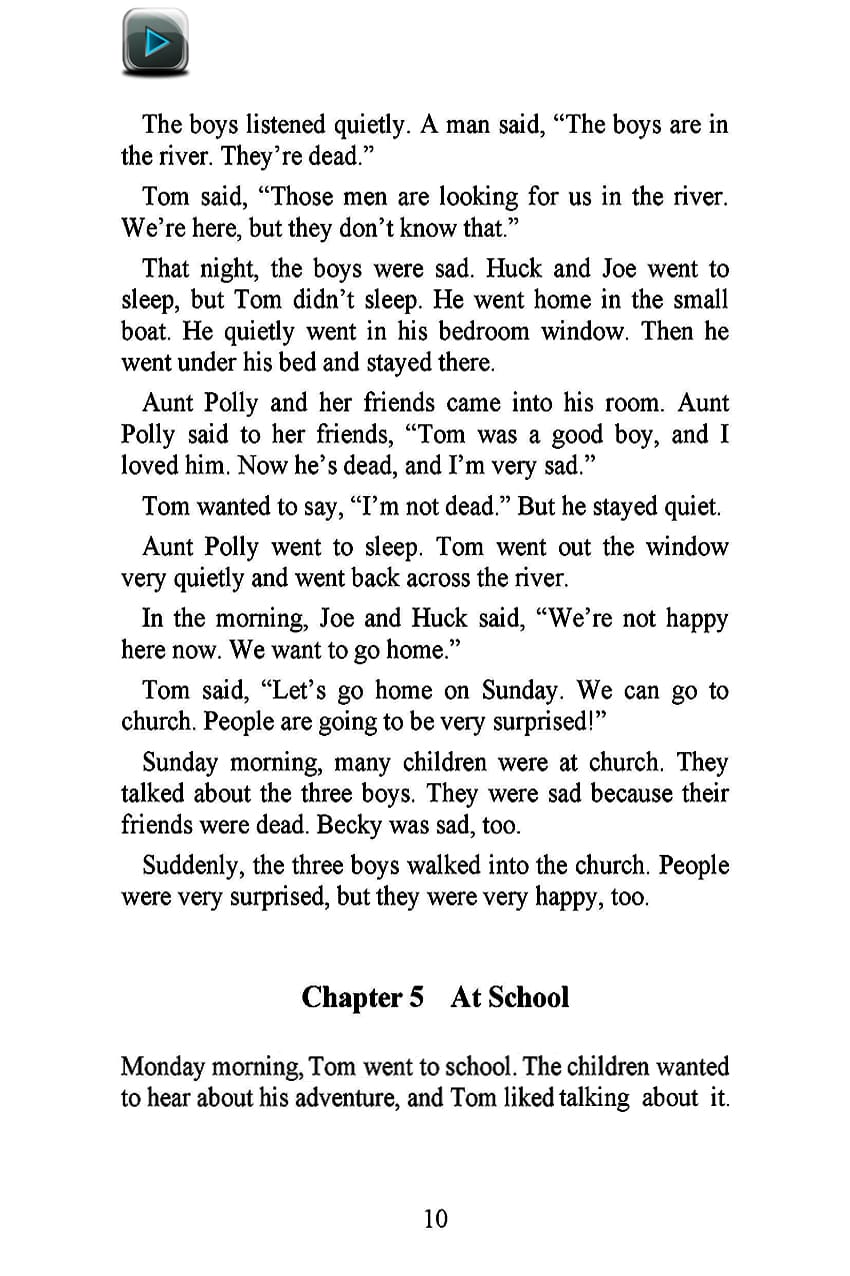 The boys listened quietly. A man said, “The boys are in
the river. They’re dead.”
Tom said, “Those men are looking for us in the river.
We’re here, but they don’t know that.”
That night, the boys were sad. Huck and Joe went to
sleep, but Tom didn’t sleep. He went home in the small
boat. He quietly went in his bedroom window. Then he
went under his bed and stayed there.
Aunt Polly and her friends came into his room. Aunt
Polly said to her friends, “Tom was a good boy, and I
loved him. Now he’s dead, and I’m very sad.”
Tom wanted to say, “I’m not dead.” But he stayed quiet.
Aunt Polly went to sleep. Tom went out the window
very quietly and went back across the river.
In the morning, Joe and Huck said, “We’re not happy
here now. We want to go home.”
Tom said, “Let’s go home on Sunday. We can go to
church. People are going to be very surprised!”
Sunday morning, many children were at church. They
talked about the three boys. They were sad because their
friends were dead. Becky was sad, too.
Suddenly, the three boys walked into the church. People
were very surprised, but they were very happy, too.
Chapter 5 At School
Monday morning, Tom went to school. The children wanted
to hear about his adventure, and Tom liked talking about it.
10